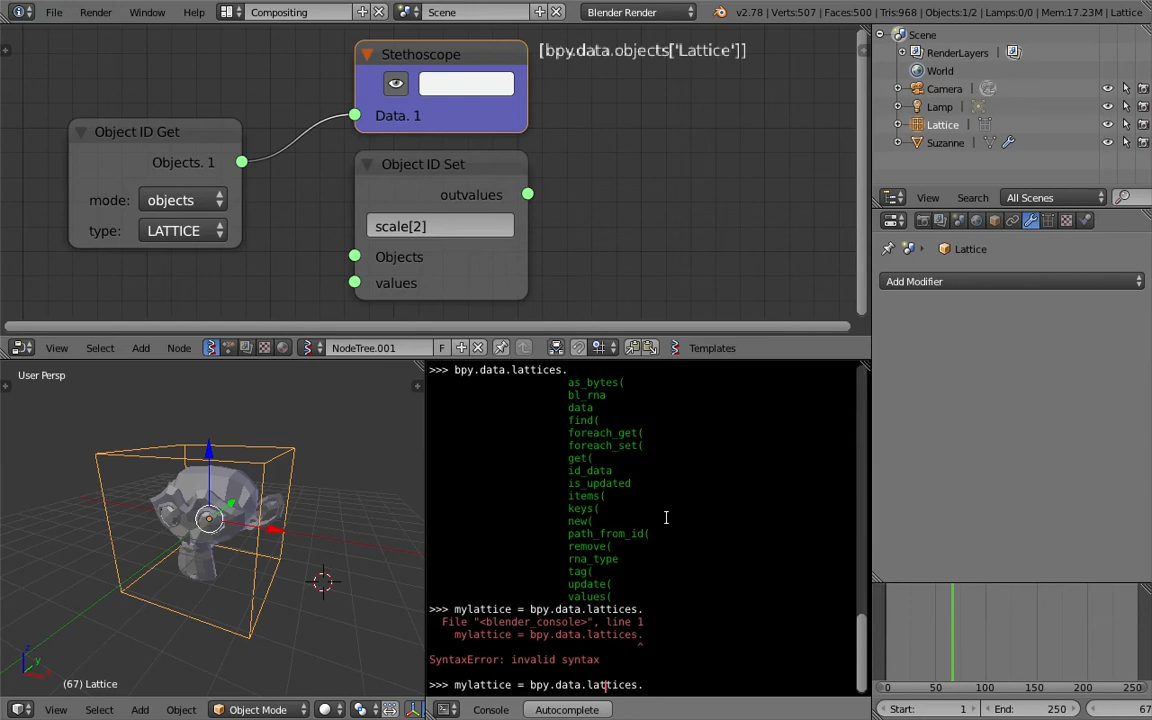 File Render Window Help Compositing Scene Blender Render v2.78 | Verts:507 | Faces:500 | Tris:968 | Objects:1/2 | Lamps:0/0 | Mem:17.23M | Lattice
Stethoscope
Data. 1
[bpy.data.objects['Lattice']]
Object ID Get
Objects. 1
mode: objects
type: LATTICE
Object ID Set
outvalues
scale[2]
Objects
values
View Select Add Node NodeTree.001 F Templates
Scene
RenderLayers
World
Camera
Lamp
Lattice
Suzanne
View Search All Scenes
Lattice
Add Modifier
User Persp
(67) Lattice
>>> bpy.data.lattices.
as_bytes(
bl_rna
data
find(
foreach_get(
foreach_set(
get(
id_data
is_updated
items(
keys(
new(
path_from_id(
remove(
rna_type
tag(
update(
values(
>>> mylattice = bpy.data.lattices.
File "<blender_console>", line 1
mylattice = bpy.data.lattices.
^
SyntaxError: invalid syntax
>>> mylattice = bpy.data.lattices.
0 50 100 150 200 250
View Select Add Object Object Mode
Console Autocomplete
Start: 1 End: 250 67